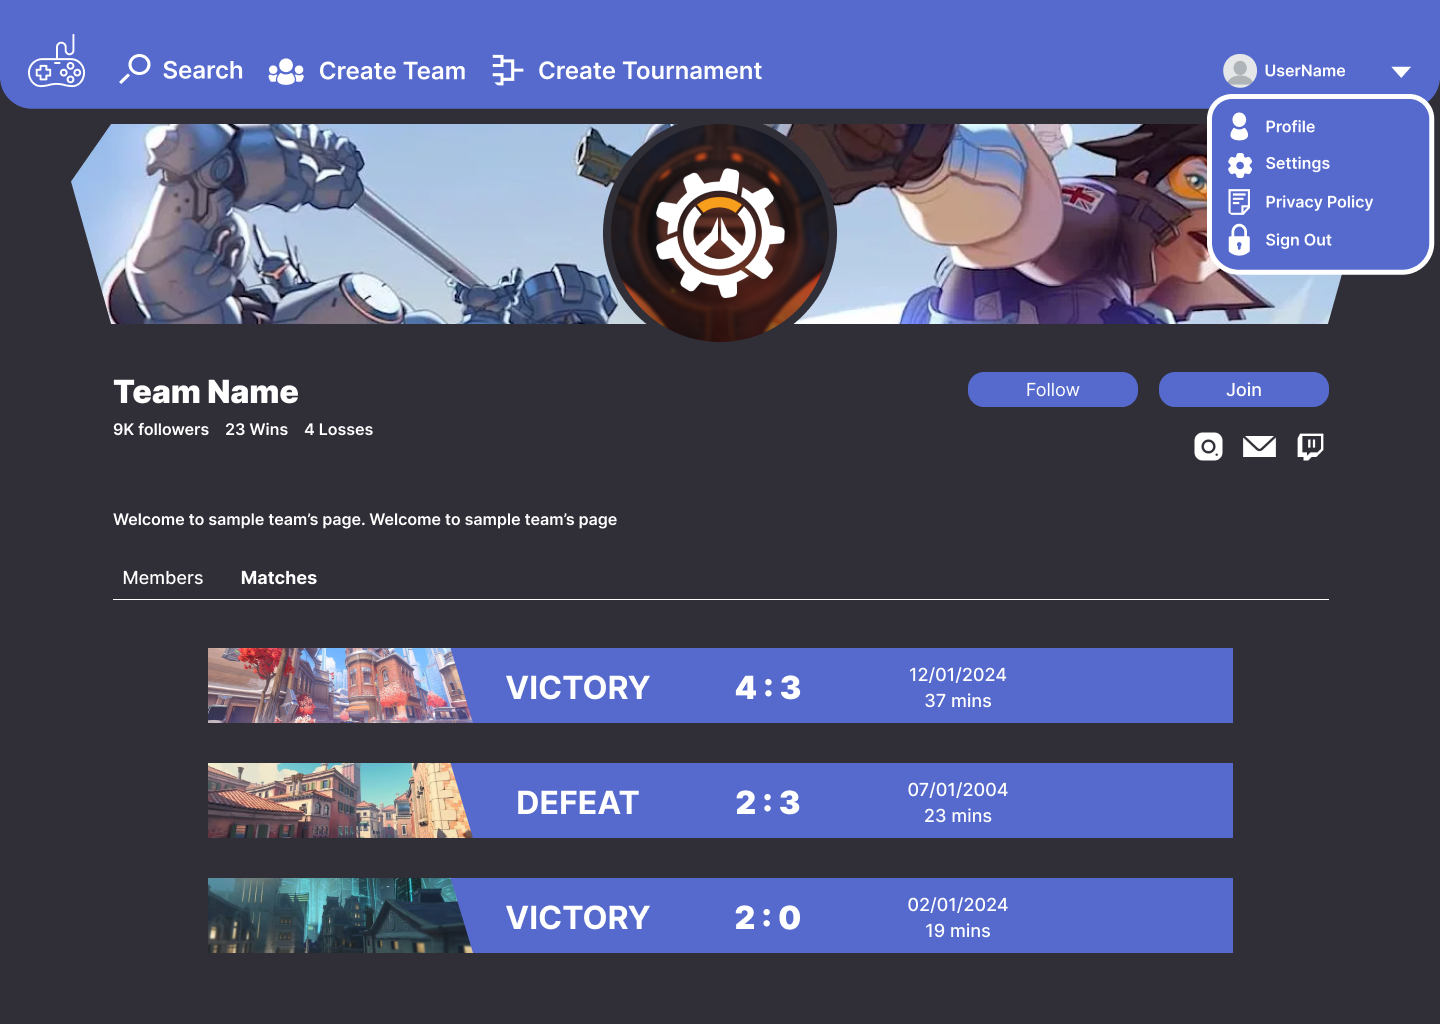 Search
Create Team
Create Tournament
UserName
Profile
Settings
Privacy Policy
Sign Out
Team Name
Follow
Join
9K followers 23 Wins 4 Losses
Welcome to sample team’s page. Welcome to sample team’s page
Members
Matches
VICTORY
4 : 3
12/01/2024
37 mins
DEFEAT
2 : 3
07/01/2004
23 mins
VICTORY
2 : 0
02/01/2024
19 mins